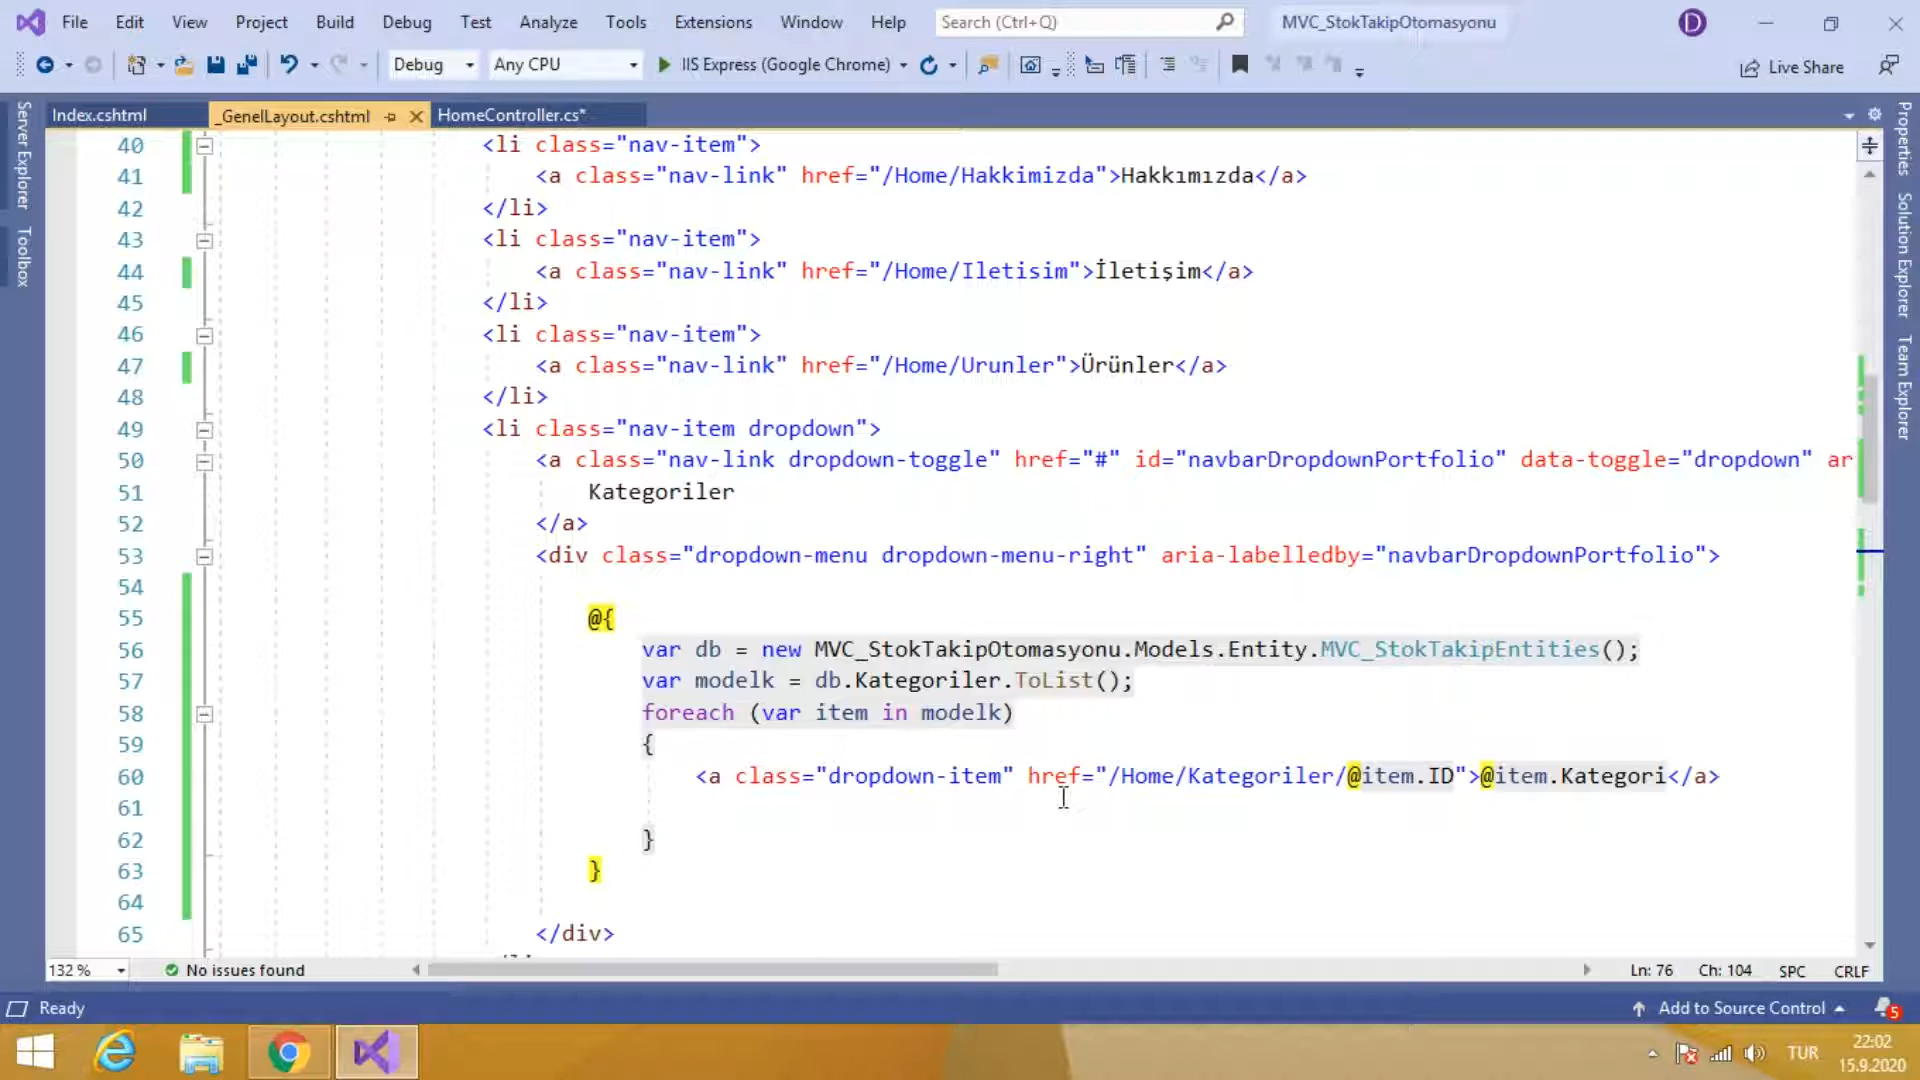 File Edit View Project Build Debug Test Analyze Tools Extensions Window Help Search (Ctrl+Q) MVC_StokTakipOtomasyonu D
Debug Any CPU IIS Express (Google Chrome) Live Share
Index.cshtml _GenelLayout.cshtml HomeController.cs*
Server Explorer
Toolbox
Properties
Solution Explorer
Team Explorer
40 <li class="nav-item">
41 <a class="nav-link" href="/Home/Hakkimizda">Hakkımızda</a>
42 </li>
43 <li class="nav-item">
44 <a class="nav-link" href="/Home/Iletisim">İletişim</a>
45 </li>
46 <li class="nav-item">
47 <a class="nav-link" href="/Home/Urunler">Ürünler</a>
48 </li>
49 <li class="nav-item dropdown">
50 <a class="nav-link dropdown-toggle" href="#" id="navbarDropdownPortfolio" data-toggle="dropdown" ar
51 Kategoriler
52 </a>
53 <div class="dropdown-menu dropdown-menu-right" aria-labelledby="navbarDropdownPortfolio">
54
55 @{
56 var db = new MVC_StokTakipOtomasyonu.Models.Entity.MVC_StokTakipEntities();
57 var modelk = db.Kategoriler.ToList();
58 foreach (var item in modelk)
59 {
60 <a class="dropdown-item" href="/Home/Kategoriler/@item.ID">@item.Kategori</a>
61
62 }
63 }
64
65 </div>
132 % No issues found Ln: 76 Ch: 104 SPC CRLF
Ready Add to Source Control 5
TUR 22:02
15.9.2020